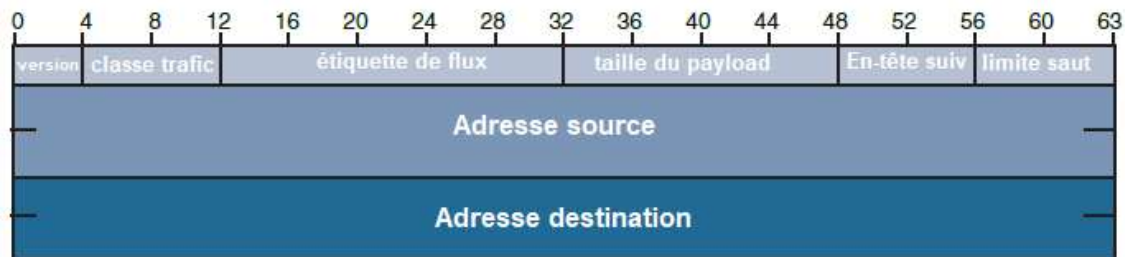 0 4 8 12 16 20 24 28 32 36 40 44 48 52 56 60 63
version classe trafic étiquette de flux taille du payload En-tête suiv limite saut
Adresse source
Adresse destination